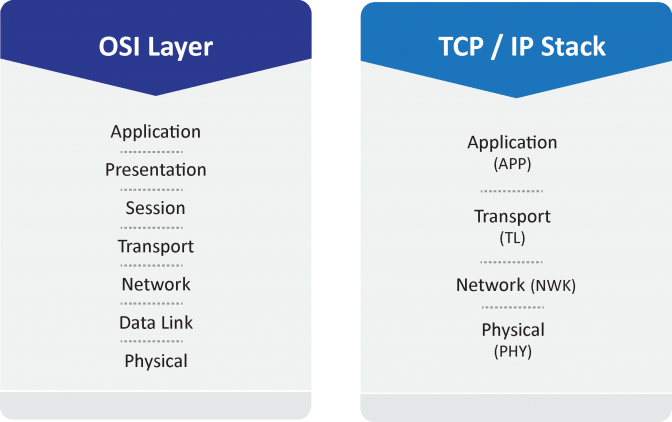 OSI Layer
Application
Presentation
Session
Transport
Network
Data Link
Physical
TCP / IP Stack
Application
(APP)
Transport
(TL)
Network (NWK)
Physical
(PHY)